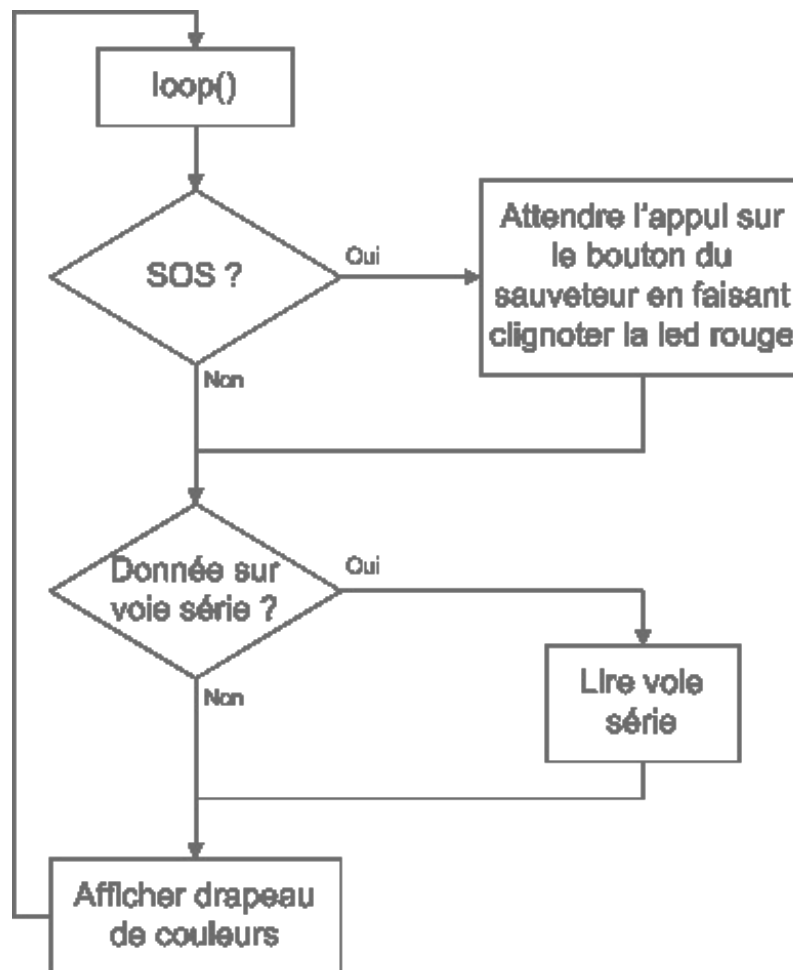 loop()
SOS ?
Oui
Attendre l'appui sur
le bouton du
sauveteur en faisant
clignoter la led rouge
Non
Donnée sur
voie série ?
Oui
Lire voie
série
Non
Afficher drapeau
de couleurs